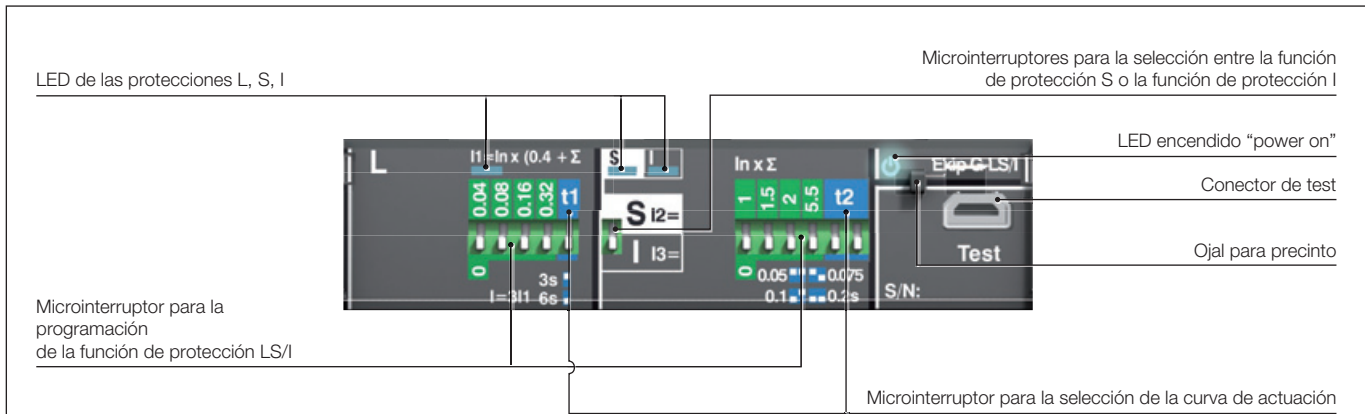 LED de las protecciones L, S, I
Microinterruptores para la selección entre la función
de protección S o la función de protección I
LED encendido “power on”
Conector de test
Ojal para precinto
Microinterruptor para la
programación
de la función de protección LS/I
Microinterruptor para la selección de la curva de actuación
L
I1=In x (0.4 + Σ
0.04
0.08
0.16
0.32
t1
0
3s
I=3I1 6s
S
I
S I2=
I I3=
In x Σ
1
1.5
2
5.5
t2
0
0.05 0.075
0.1 0.2s
Ekip G-LS/I
Test
S/N: